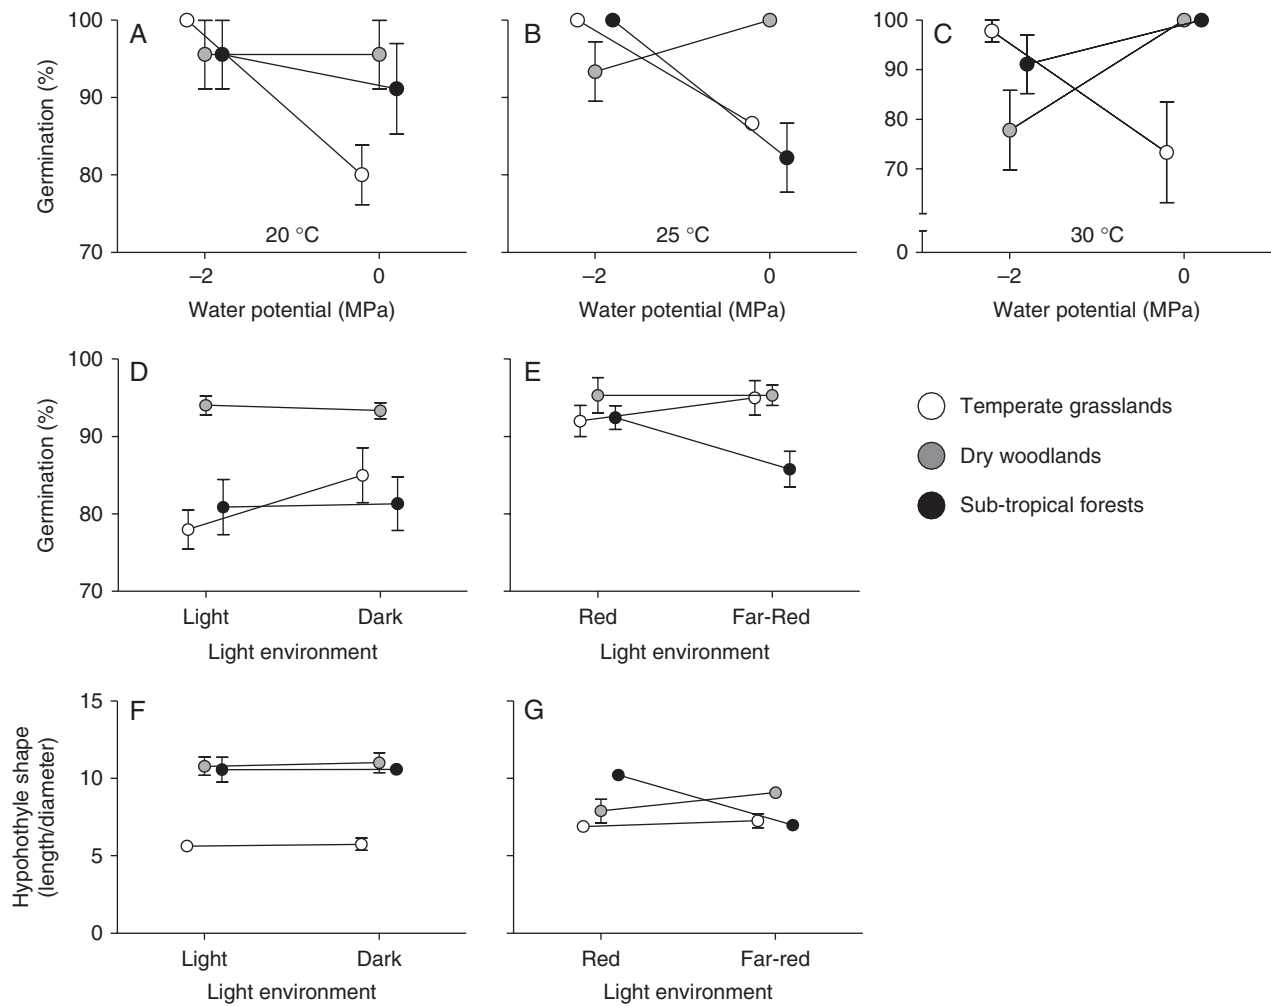 A
100
90
80
70
Germination (%)
20 °C
–2
0
Water potential (MPa)
B
25 °C
–2
0
Water potential (MPa)
C
100
90
80
70
0
30 °C
–2
0
Water potential (MPa)
D
100
90
80
70
Germination (%)
Light
Dark
Light environment
E
Red
Far-Red
Light environment
Temperate grasslands
Dry woodlands
Sub-tropical forests
F
15
10
5
0
Hypohothyle shape
(length/diameter)
Light
Dark
Light environment
G
Red
Far-red
Light environment